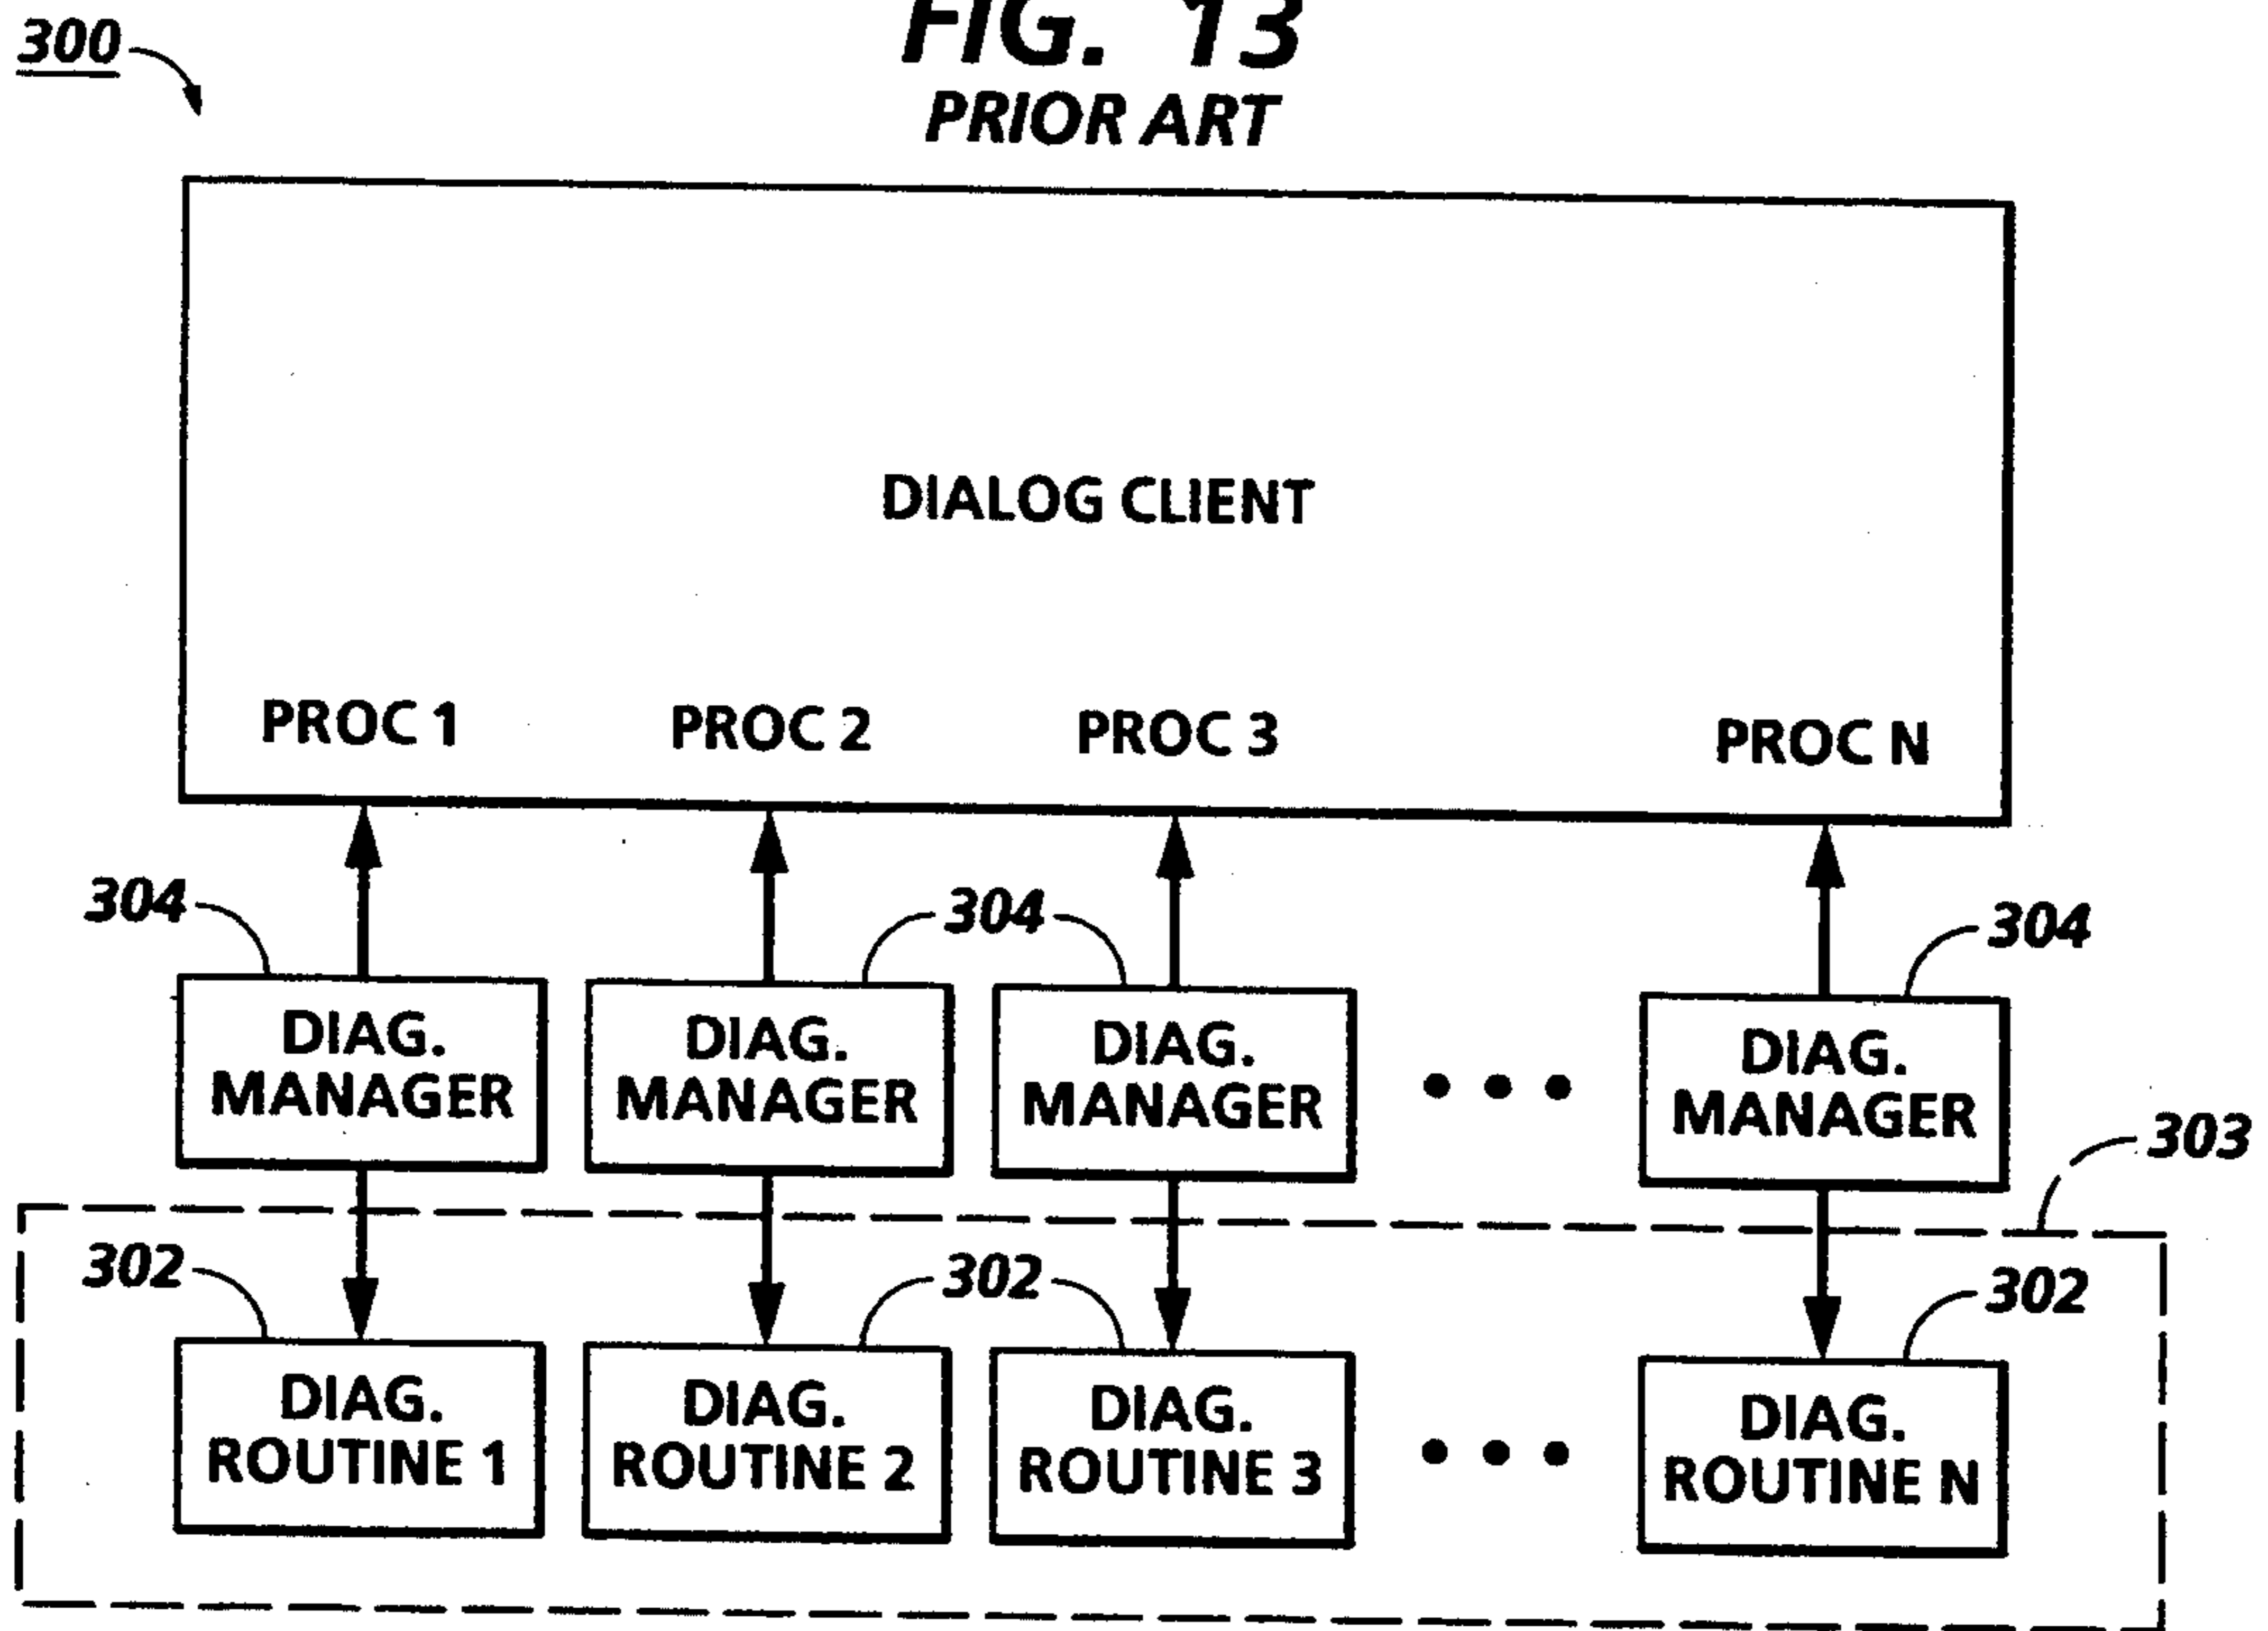 FIG. 13
300
PRIOR ART
DIALOG CLIENT
PROC 1
PROC 2
PROC 3
PROC N
304
304
304
DIAG.
MANAGER
DIAG.
MANAGER
DIAG.
MANAGER
DIAG.
MANAGER
303
302
302
302
DIAG.
ROUTINE 1
DIAG.
ROUTINE 2
DIAG.
ROUTINE 3
DIAG.
ROUTINE N